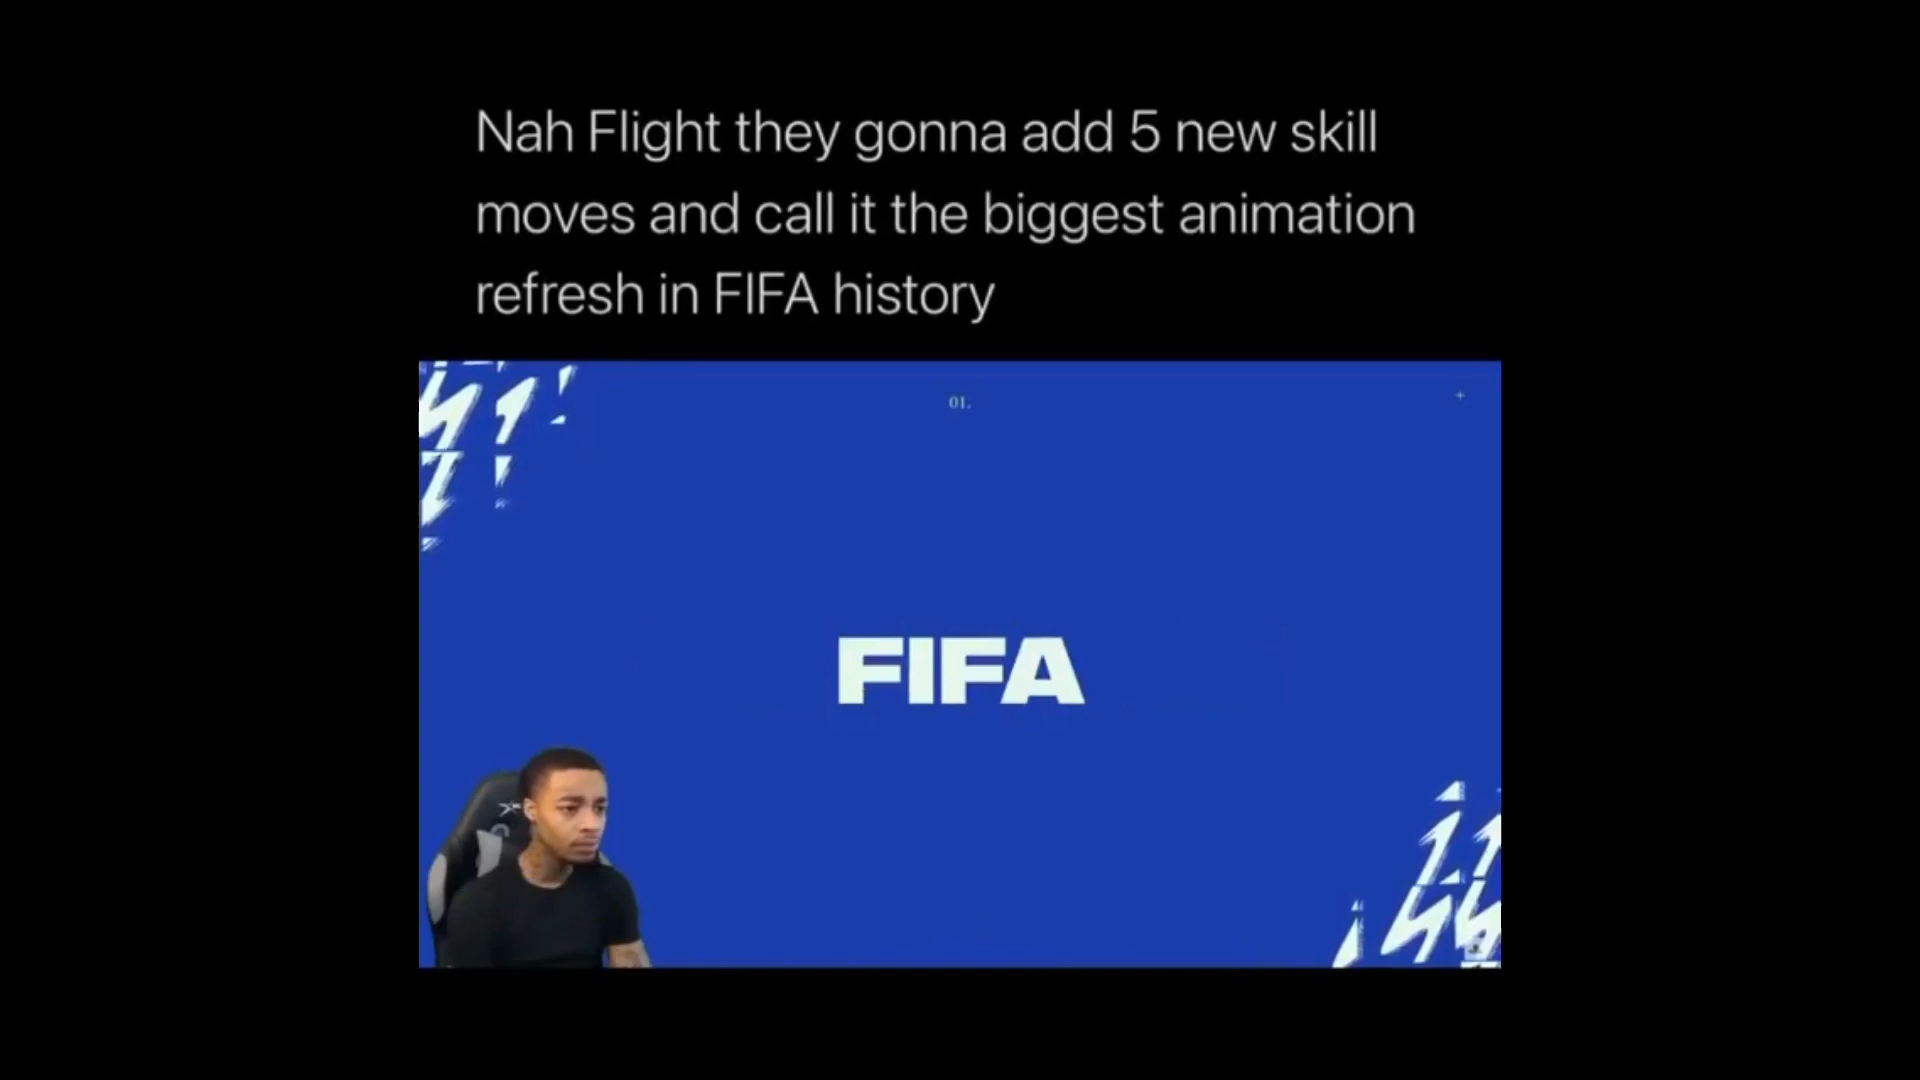 Nah Flight they gonna add 5 new skill
moves and call it the biggest animation
refresh in FIFA history
01.
+
FIFA